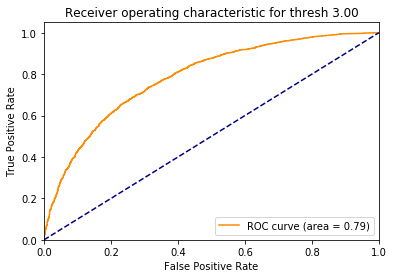 Receiver operating characteristic for thresh 3.00
True Positive Rate
1.0
0.8
0.6
0.4
0.2
0.0
ROC curve (area = 0.79)
0.0 0.2 0.4 0.6 0.8 1.0
False Positive Rate